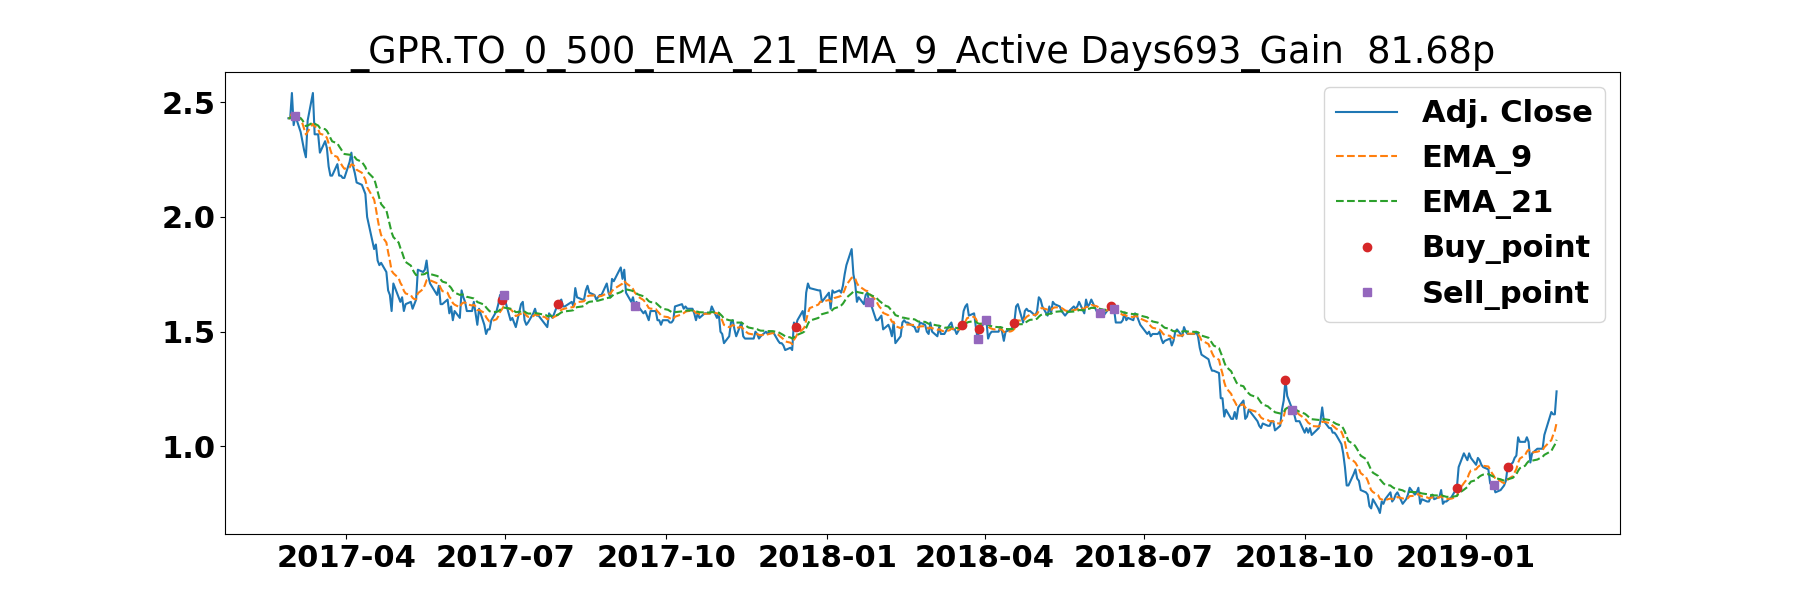 _GPR.TO_0_500_EMA_21_EMA_9_Active Days693_Gain  81.68p
2.5
2.0
1.5
1.0
Adj. Close
EMA_9
EMA_21
Buy_point
Sell_point
2017-04 2017-07 2017-10 2018-01 2018-04 2018-07 2018-10 2019-01